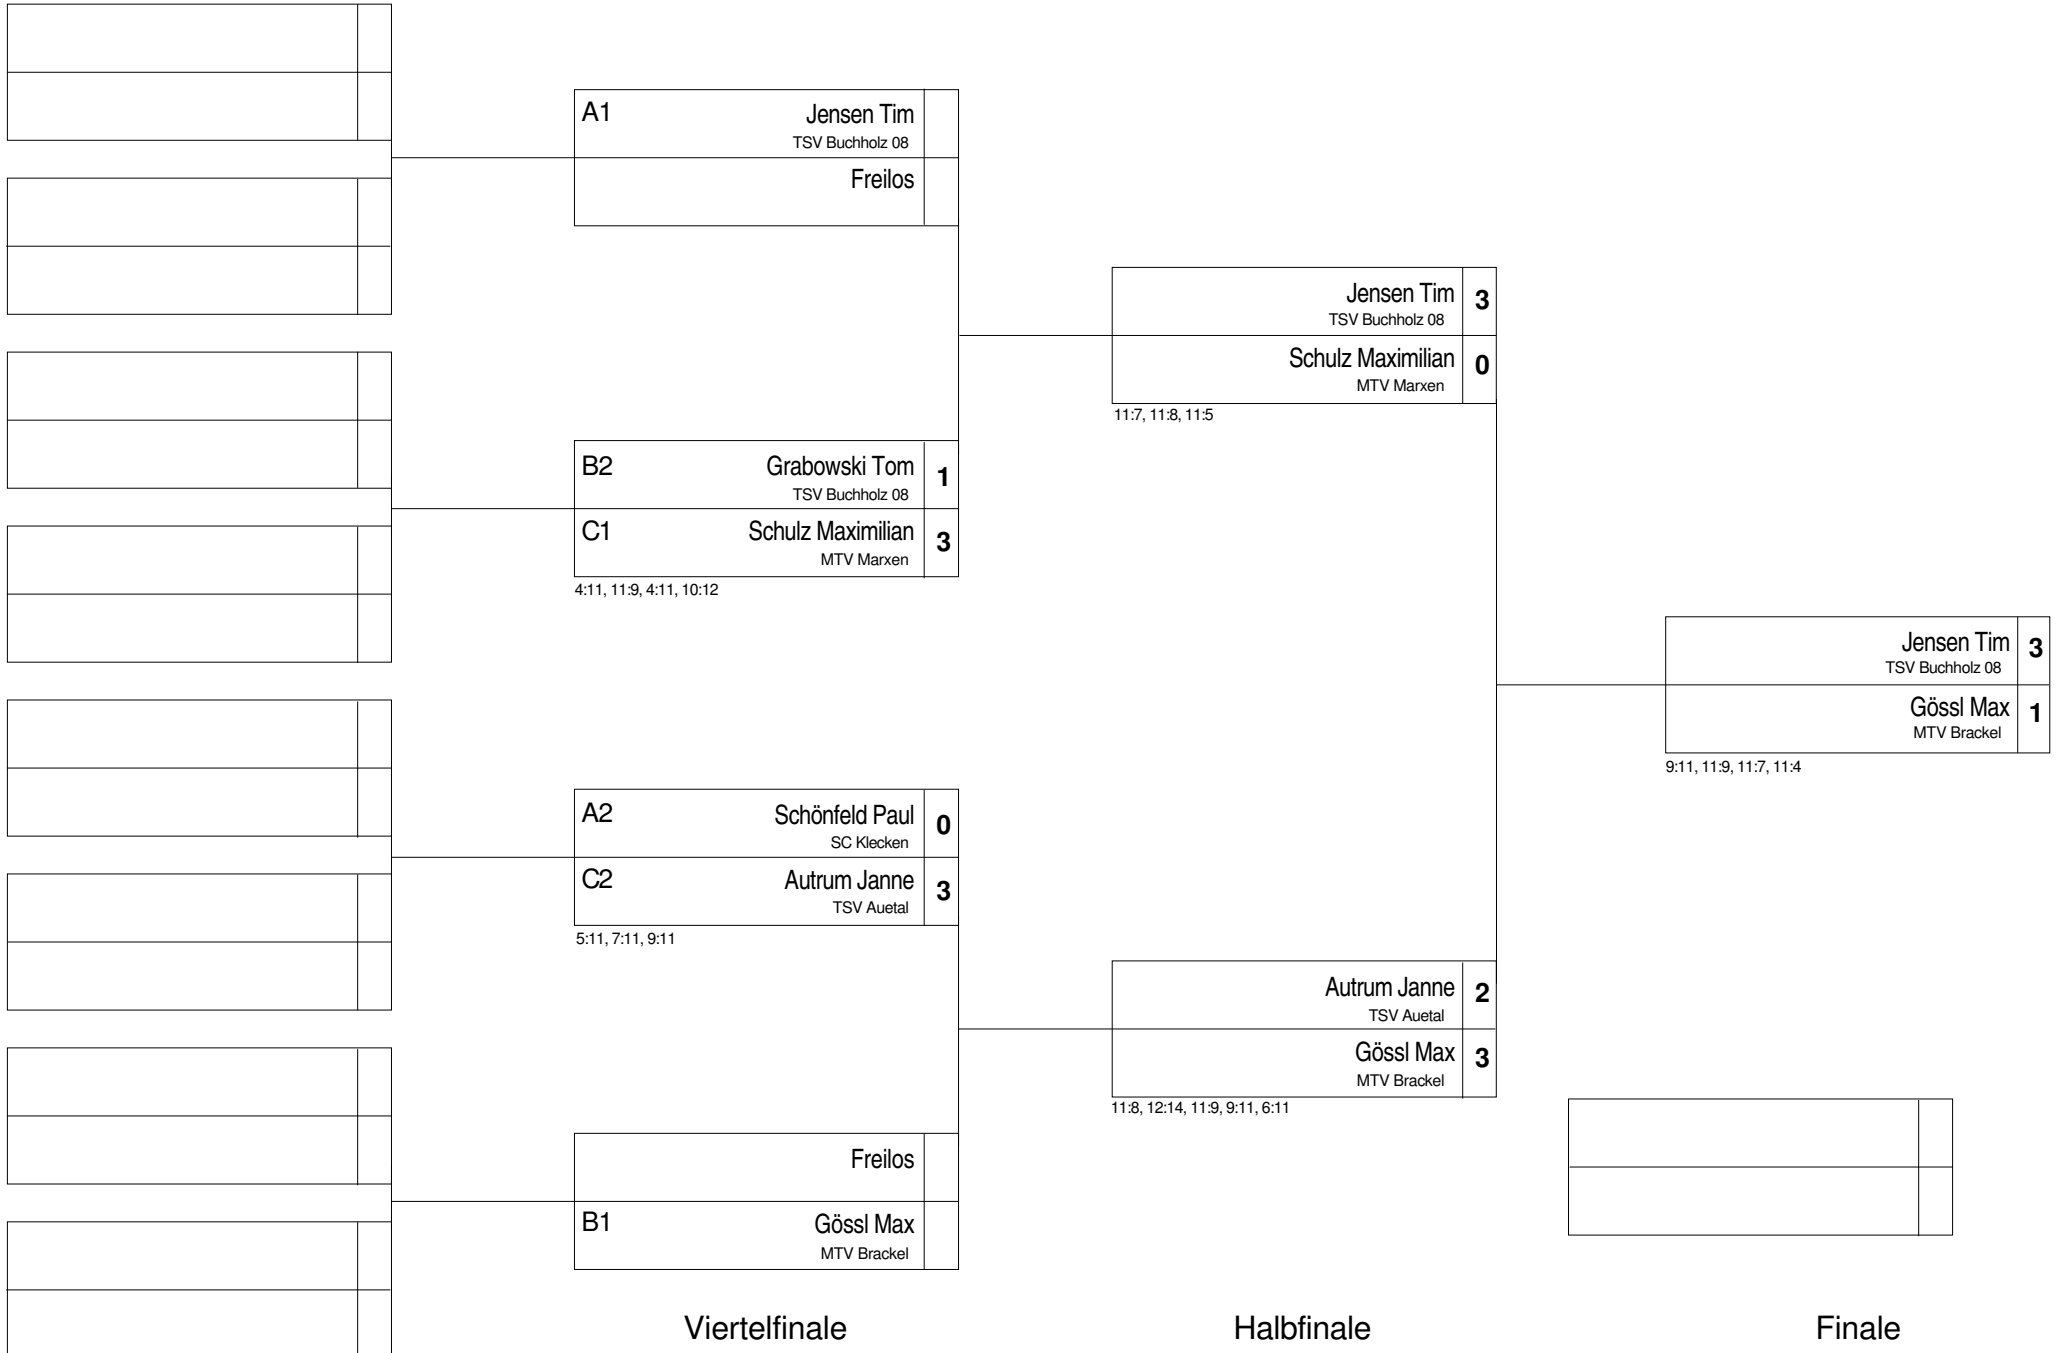 A1 Jensen Tim
TSV Buchholz 08
Freilos
B2 Grabowski Tom 1
TSV Buchholz 08
C1 Schulz Maximilian 3
MTV Marxen
4:11, 11:9, 4:11, 10:12
A2 Schönfeld Paul 0
SC Klecken
C2 Autrum Janne 3
TSV Auetal
5:11, 7:11, 9:11
Freilos
B1 Gössl Max
MTV Brackel
Viertelfinale
Jensen Tim 3
TSV Buchholz 08
Schulz Maximilian 0
MTV Marxen
11:7, 11:8, 11:5
Autrum Janne 2
TSV Auetal
Gössl Max 3
MTV Brackel
11:8, 12:14, 11:9, 9:11, 6:11
Halbfinale
Jensen Tim 3
TSV Buchholz 08
Gössl Max 1
MTV Brackel
9:11, 11:9, 11:7, 11:4
Finale